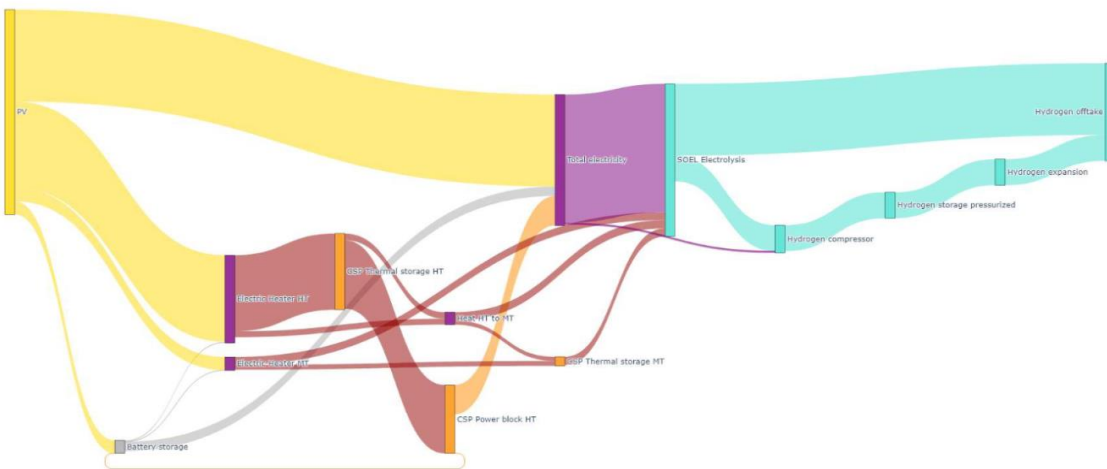 PV
Total electricity
SOEL Electrolysis
Hydrogen offtake
Hydrogen expansion
Hydrogen storage pressurized
Hydrogen compressor
CSP Thermal storage HT
Electric Heater HT
Heat HT to MT
Electric Heater MT
CSP Thermal storage MT
CSP Power block HT
Battery storage